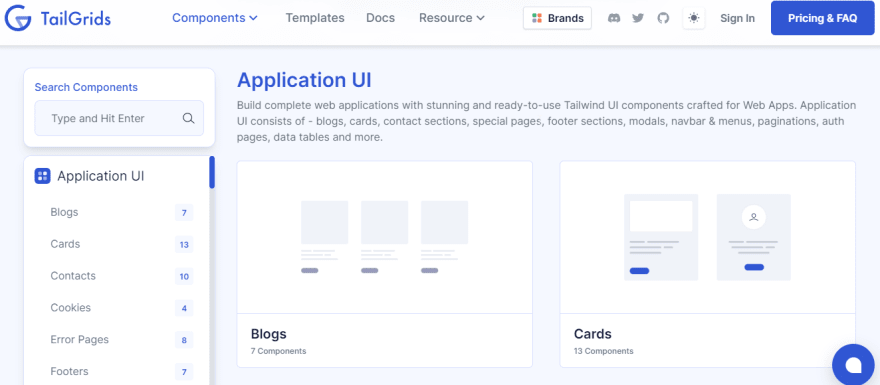 TailGrids
Components
Templates
Docs
Resource
Brands
Sign In
Pricing & FAQ
Search Components
Type and Hit Enter
Application UI
Blogs 7
Cards 13
Contacts 10
Cookies 4
Error Pages 8
Footers 7
Application UI
Build complete web applications with stunning and ready-to-use Tailwind UI components crafted for Web Apps. Application
UI consists of - blogs, cards, contact sections, special pages, footer sections, modals, navbar & menus, paginations, auth
pages, data tables and more.
Blogs
7 Components
Cards
13 Components